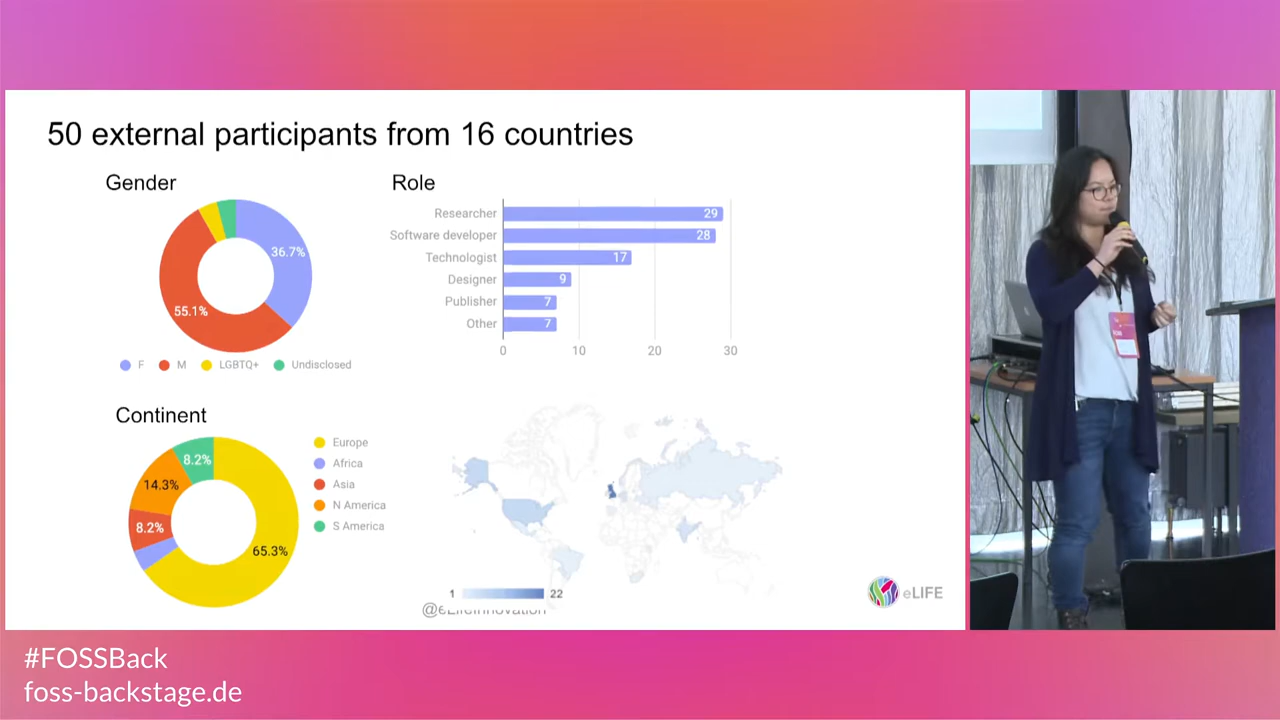 50 external participants from 16 countries
Gender
36.7%
55.1%
F
M
LGBTQ+
Undisclosed
Role
Researcher
29
Software developer
28
Technologist
17
Designer
9
Publisher
7
Other
7
0
10
20
30
Continent
8.2%
14.3%
8.2%
65.3%
Europe
Africa
Asia
N America
S America
1
22
@eLifeInnovation
eLIFE
#FOSSBack
foss-backstage.de